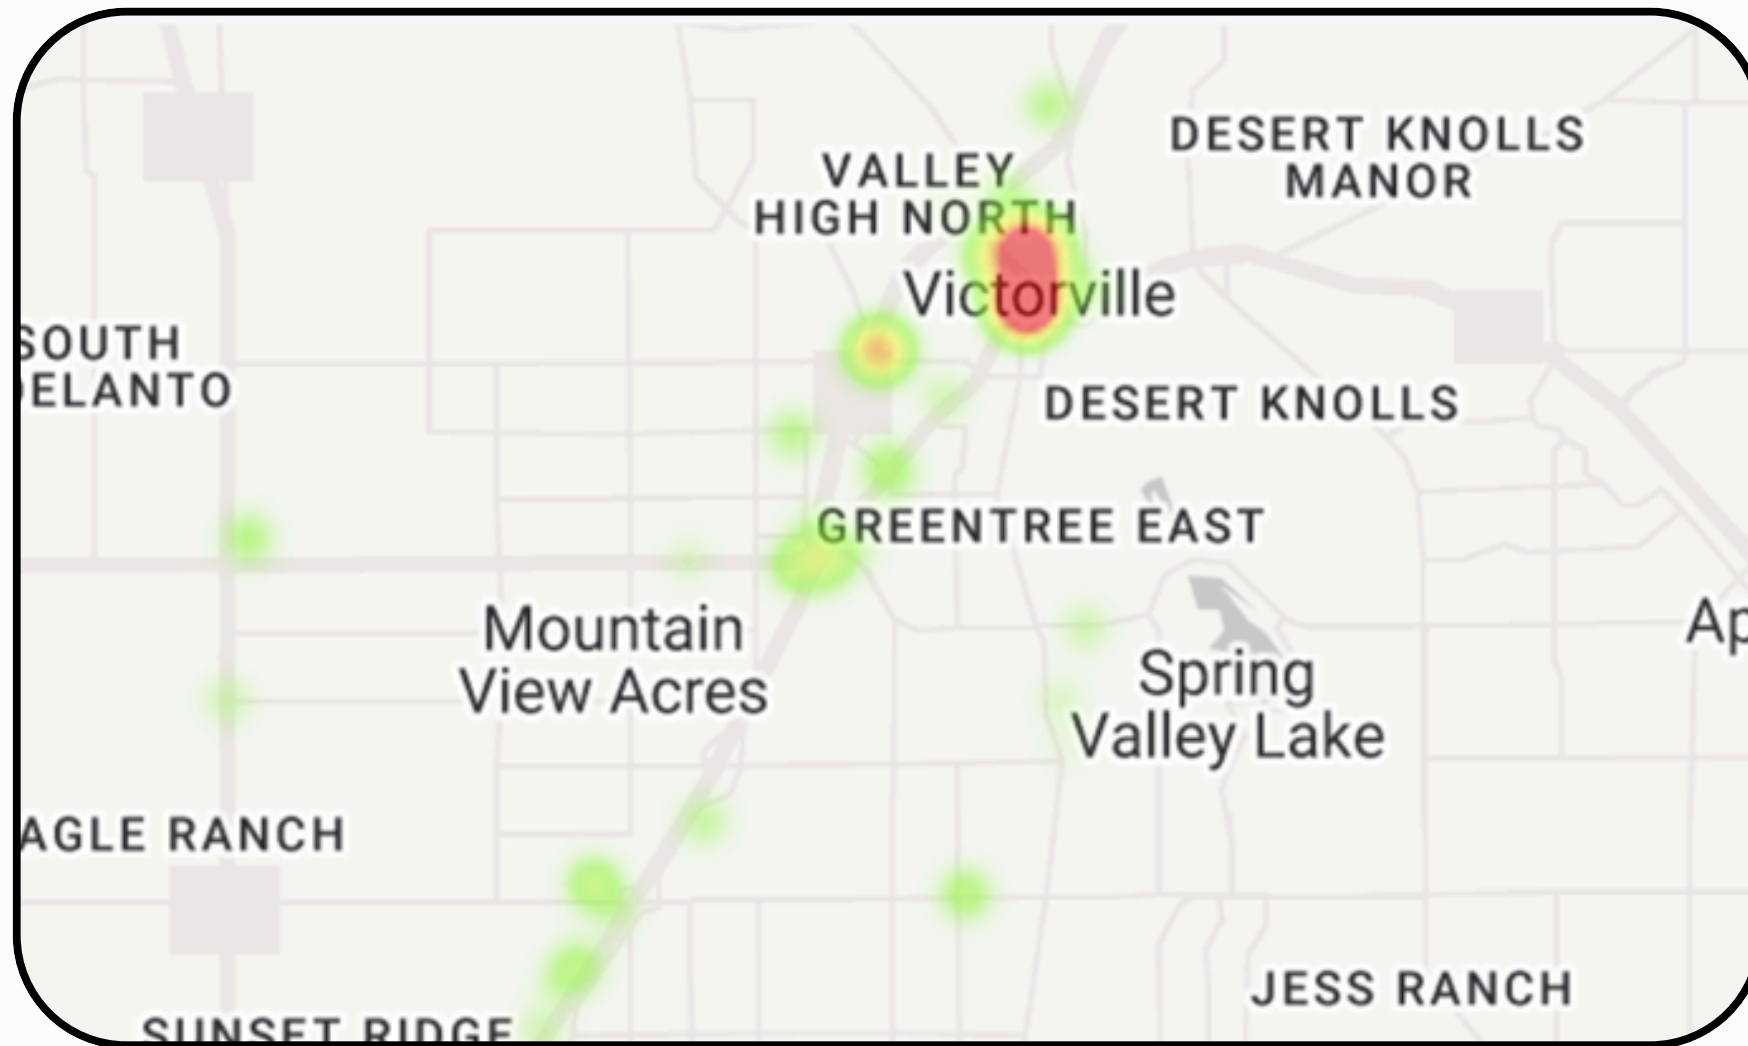 DESERT KNOLLS
MANOR
VALLEY
HIGH NORTH
Victorville
SOUTH
DELANTO
DESERT KNOLLS
GREENTREE EAST
Mountain
View Acres
Ap
Spring
Valley Lake
AGLE RANCH
JESS RANCH
SUNSET RIDGE